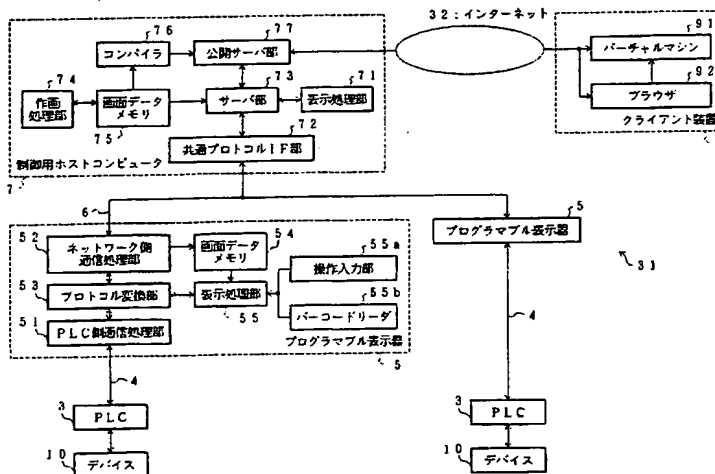 32:インターネット
76
コンパイラ
77
公開サーバ部
91
バーチャルマシン
74
作画
処理部
画面データ
メモリ
75
73
サーバ部
71
表示処理部
92
ブラウザ
クライアント装置
72
共通プロトコルIF部
制御用ホストコンピュータ
7
6
52
ネットワーク側
通信処理部
54
画面データ
メモリ
55a
操作入力部
5
プログラマブル表示器
31
53
プロトコル変換部
表示処理部
55
55b
バーコードリーダ
51
PLC側通信処理部
プログラマブル表示器
5
4
4
3
PLC
3
PLC
10
デバイス
10
デバイス